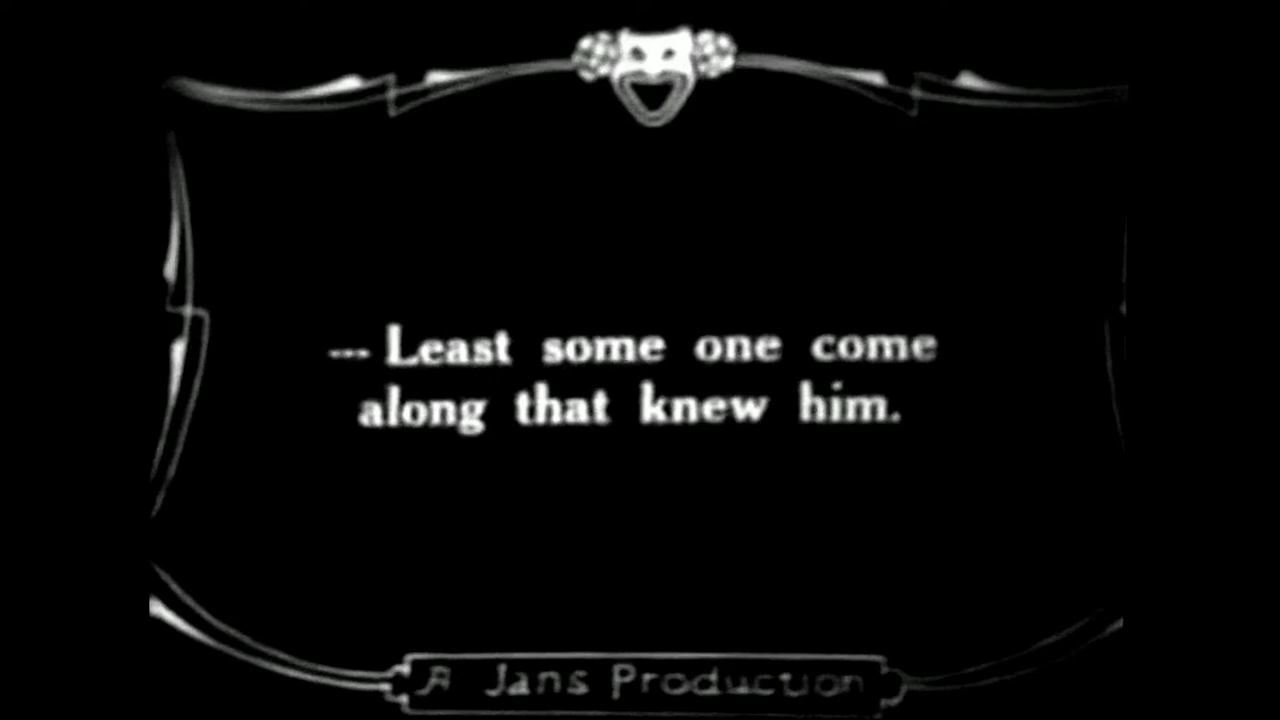 --- Least some one come
along that knew him.
A Jans Production